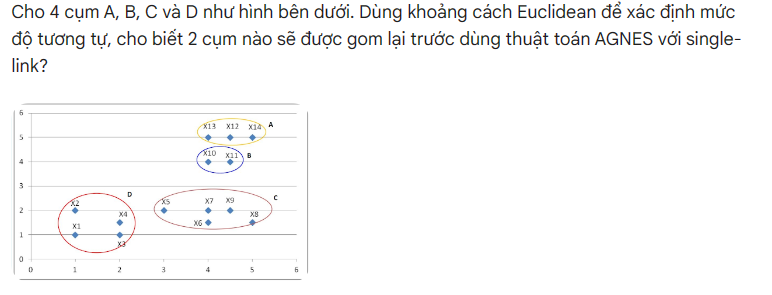 Cho 4 cụm A, B, C và D như hình bên dưới. Dùng khoảng cách Euclidean để xác định mức
độ tương tự, cho biết 2 cụm nào sẽ được gom lại trước dùng thuật toán AGNES với single-
link?
6
X13 X12 X14 A
5
X10 X11 B
4
3
D C
X2 X5 X7 X9
2
X4 X8
X1 X6
1
X3
0
0 1 2 3 4 5 6